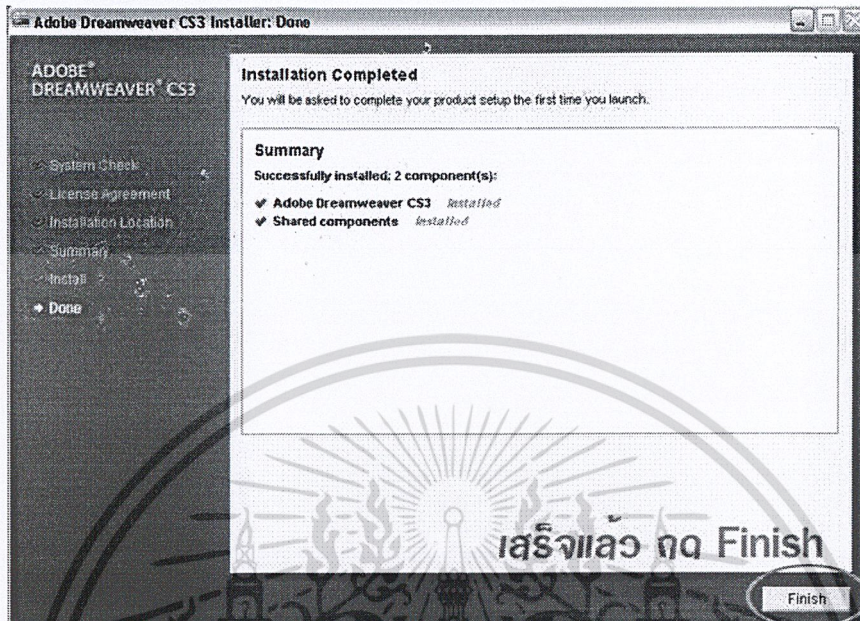 Adobe Dreamweaver CS3 Installer: Done
ADOBE®
DREAMWEAVER® CS3
System Check
License Agreement
Installation Location
Summary
Install
Done
Installation Completed
You will be asked to complete your product setup the first time you launch.
Summary
Successfully installed: 2 component(s):
Adobe Dreamweaver CS3 Installed
Shared components Installed
เสร็จแล้ว กด Finish
Finish